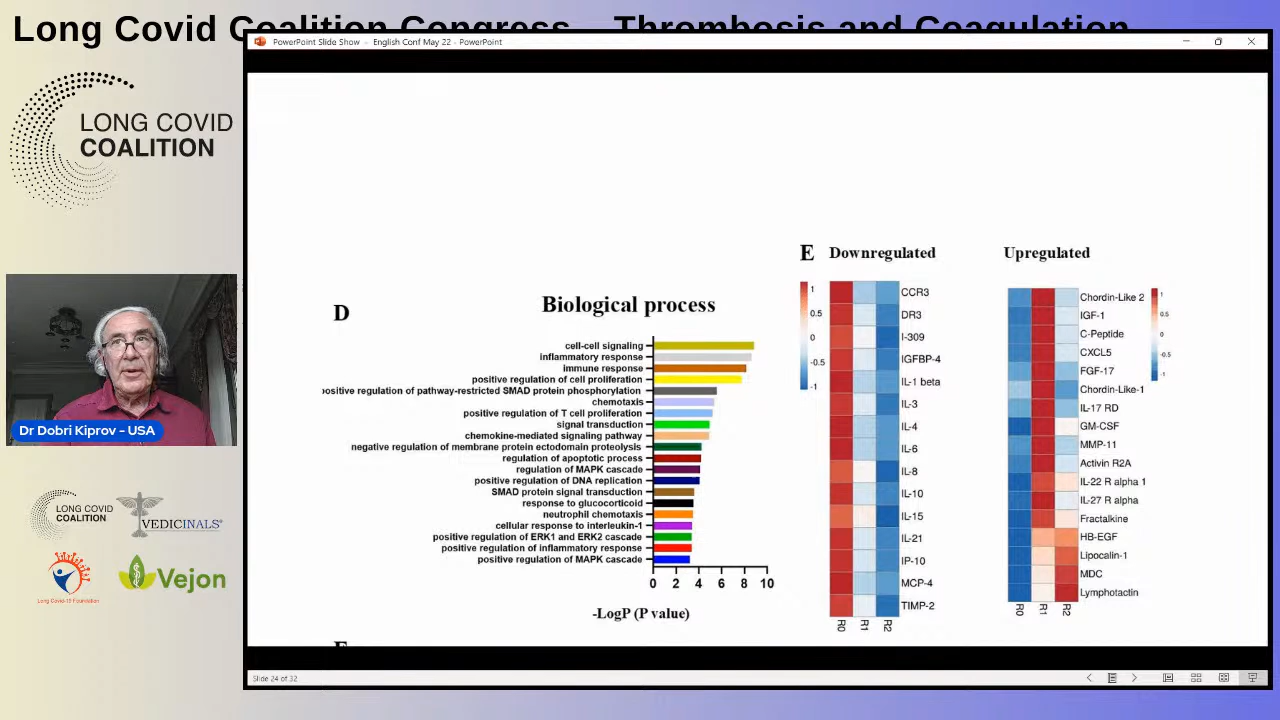 Long Covid Coalition Congress – Thrombosis and Coagulation
PowerPoint Slide Show - English Conf May 22 - PowerPoint
LONG COVID
COALITION
Dr Dobri Kiprov - USA
LONG COVID
COALITION
VEDICINALS®
Long Covid-19 Foundation
Vejon
D
Biological process
cell-cell signaling
inflammatory response
immune response
positive regulation of cell proliferation
positive regulation of pathway-restricted SMAD protein phosphorylation
chemotaxis
positive regulation of T cell proliferation
signal transduction
chemokine-mediated signaling pathway
negative regulation of membrane protein ectodomain proteolysis
regulation of apoptotic process
regulation of MAPK cascade
positive regulation of DNA replication
SMAD protein signal transduction
response to glucocorticoid
neutrophil chemotaxis
cellular response to interleukin-1
positive regulation of ERK1 and ERK2 cascade
positive regulation of inflammatory response
positive regulation of MAPK cascade
0 2 4 6 8 10
-LogP (P value)
E Downregulated
1
0.5
0
-0.5
-1
CCR3
DR3
I-309
IGFBP-4
IL-1 beta
IL-3
IL-4
IL-6
IL-8
IL-10
IL-15
IL-21
IP-10
MCP-4
TIMP-2
R0 R1 R2
Upregulated
Chordin-Like 2
IGF-1
C-Peptide
CXCL5
FGF-17
Chordin-Like-1
IL-17 RD
GM-CSF
MMP-11
Activin R2A
IL-22 R alpha 1
IL-27 R alpha
Fractalkine
HB-EGF
Lipocalin-1
MDC
Lymphotactin
1
0.5
0
-0.5
-1
R0 R1 R2
Slide 24 of 32